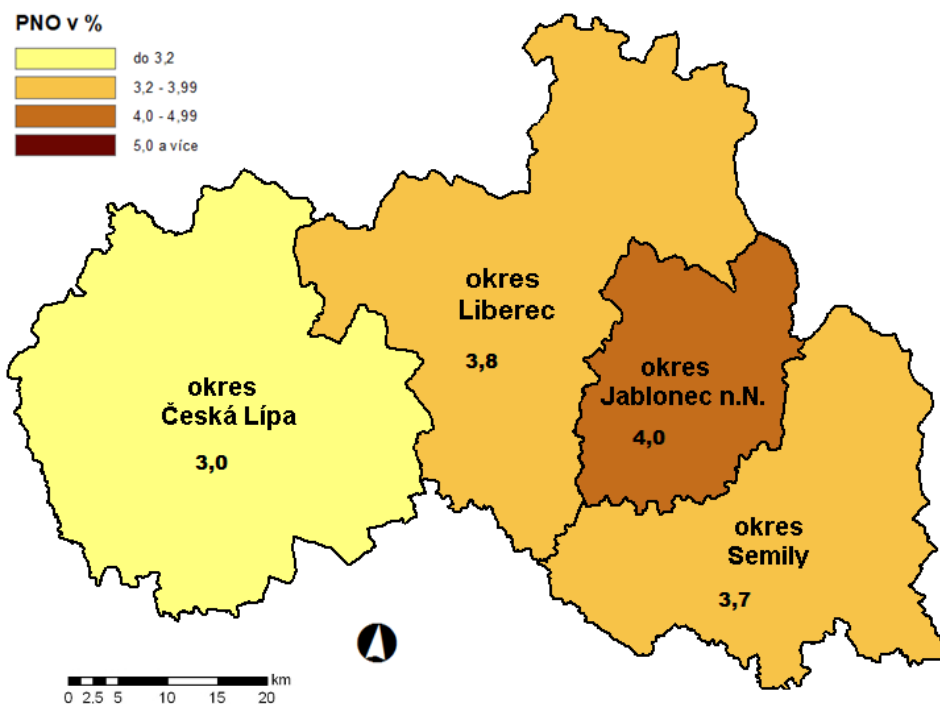 PNO v %
do 3,2
3,2 - 3,99
4,0 - 4,99
5,0 a více
okres
Liberec
3,8
okres
Jablonec n.N.
4,0
okres
Česká Lípa
3,0
okres
Semily
3,7
km
0 2.5 5 10 15 20